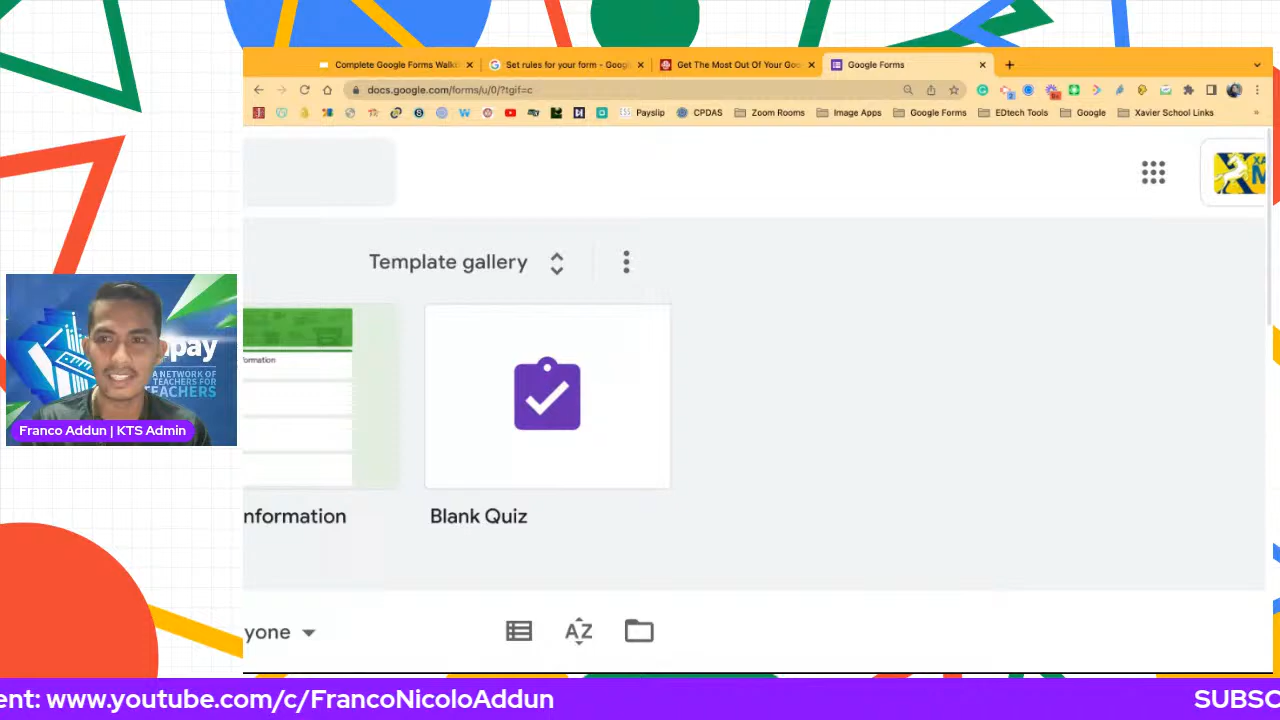 Complete Google Forms Walk
Set rules for your form - Goog
Get The Most Out Of Your Goo
Google Forms
docs.google.com/forms/u/0/?tgif=c
Payslip
CPDAS
Zoom Rooms
Image Apps
Google Forms
EDtech Tools
Google
Xavier School Links
Template gallery
formation
nformation
Blank Quiz
yone
AZ
pay
A NETWORK OF
TEACHERS FOR
TEACHERS
Franco Addun | KTS Admin
ent: www.youtube.com/c/FrancoNicoloAddun
SUBSC